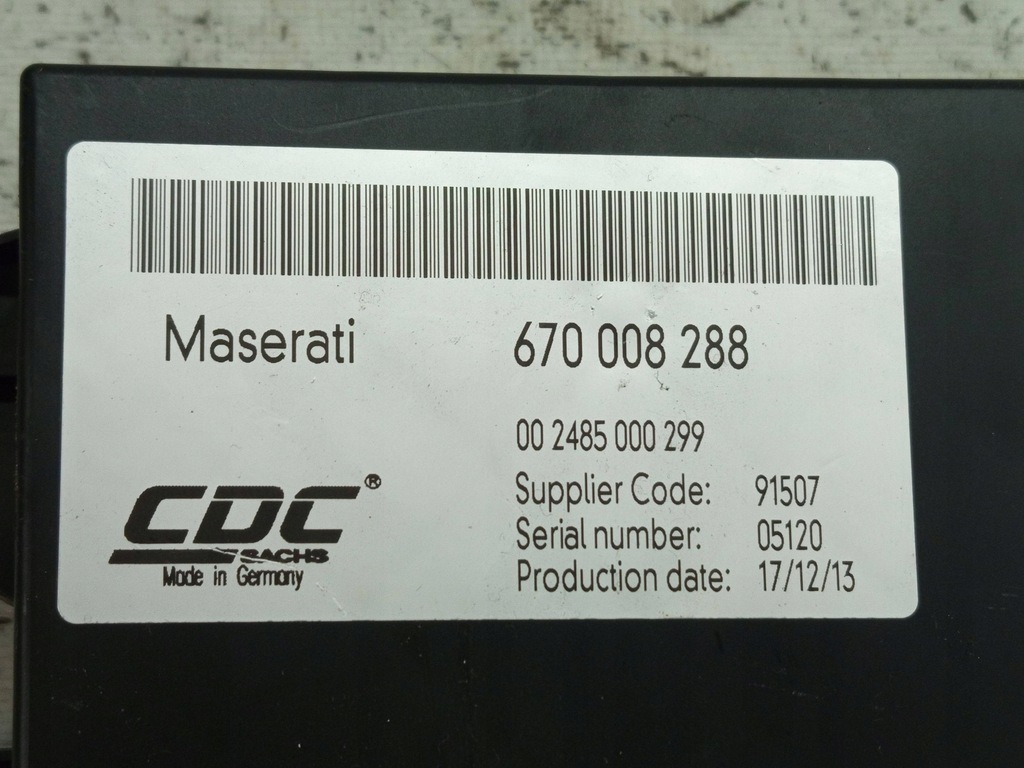 Maserati 670 008 288
00 2485 000 299
Supplier Code: 91507
Serial number: 05120
Production date: 17/12/13
CDC®
SACHS
Made in Germany